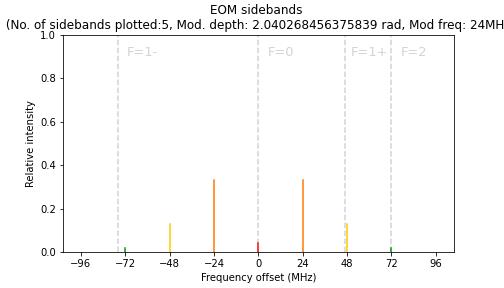 EOM sidebands
(No. of sidebands plotted:5, Mod. depth: 2.040268456375839 rad, Mod freq: 24MH
1.0
F=1- F=0 F=1+ F=2
0.8
0.6
0.4
0.2
0.0
Relative intensity
−96 −72 −48 −24 0 24 48 72 96
Frequency offset (MHz)